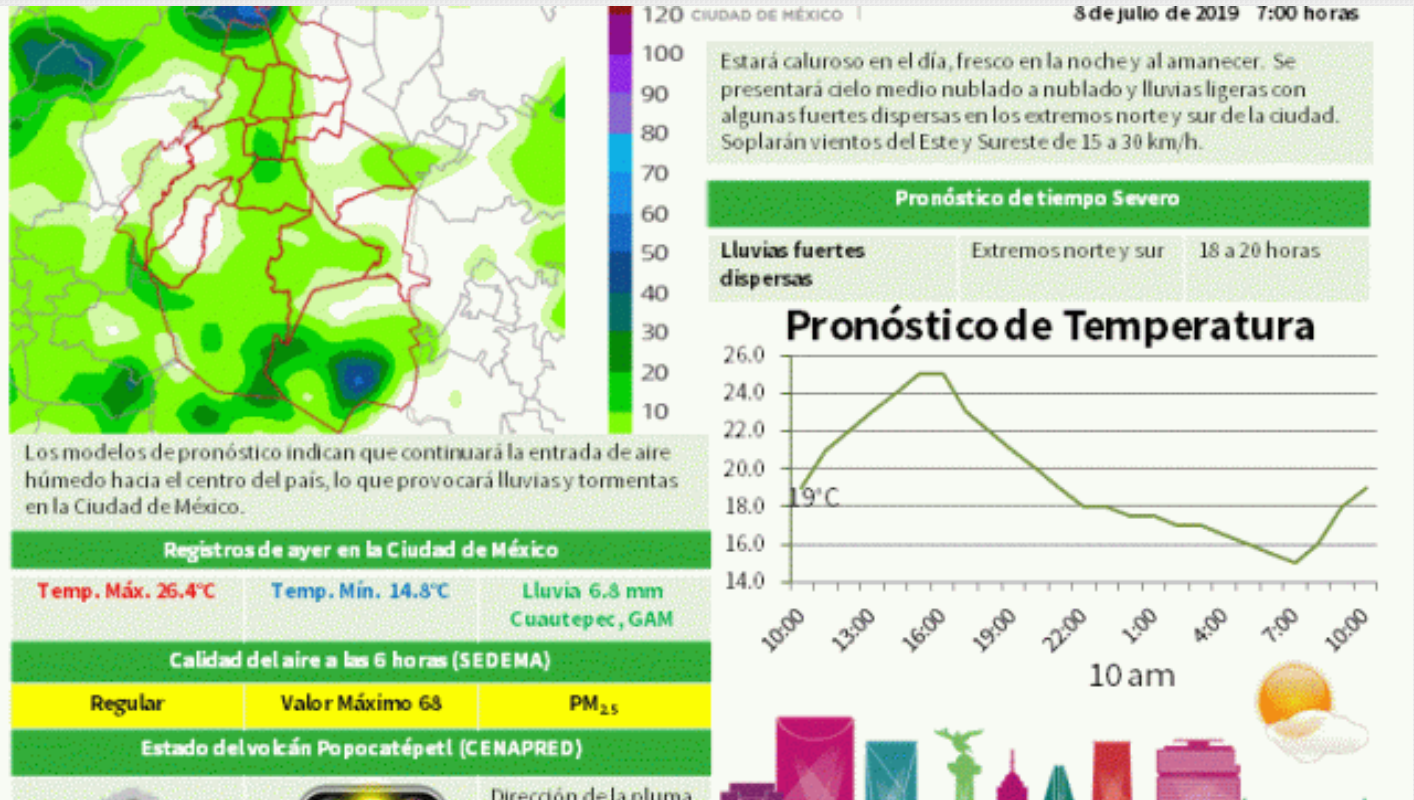 CIUDAD DE MÉXICO
8 de julio de 2019 7:00 horas
120
100
90
80
70
60
50
40
30
20
10
Estará caluroso en el día, fresco en la noche y al amanecer. Se
presentará cielo medio nublado a nublado y lluvias ligeras con
algunas fuertes dispersas en los extremos norte y sur de la ciudad.
Soplarán vientos del Este y Sureste de 15 a 30 km/h.
Pronóstico de tiempo Severo
Lluvias fuertes
dispersas
Extremos norte y sur
18 a 20 horas
Pronóstico de Temperatura
26.0
24.0
22.0
20.0
18.0
16.0
14.0
19°C
10:00 13:00 16:00 19:00 22:00 1:00 4:00 7:00 10:00
10 am
Los modelos de pronóstico indican que continuará la entrada de aire
húmedo hacia el centro del país, lo que provocará lluvias y tormentas
en la Ciudad de México.
Registros de ayer en la Ciudad de México
Temp. Máx. 26.4°C
Temp. Mín. 14.8°C
Lluvia 6.8 mm
Cuautepec, GAM
Calidad del aire a las 6 horas (SEDEMA)
Regular
Valor Máximo 68
PM2.5
Estado del volcán Popocatépetl (CENAPRED)
Dirección de la pluma